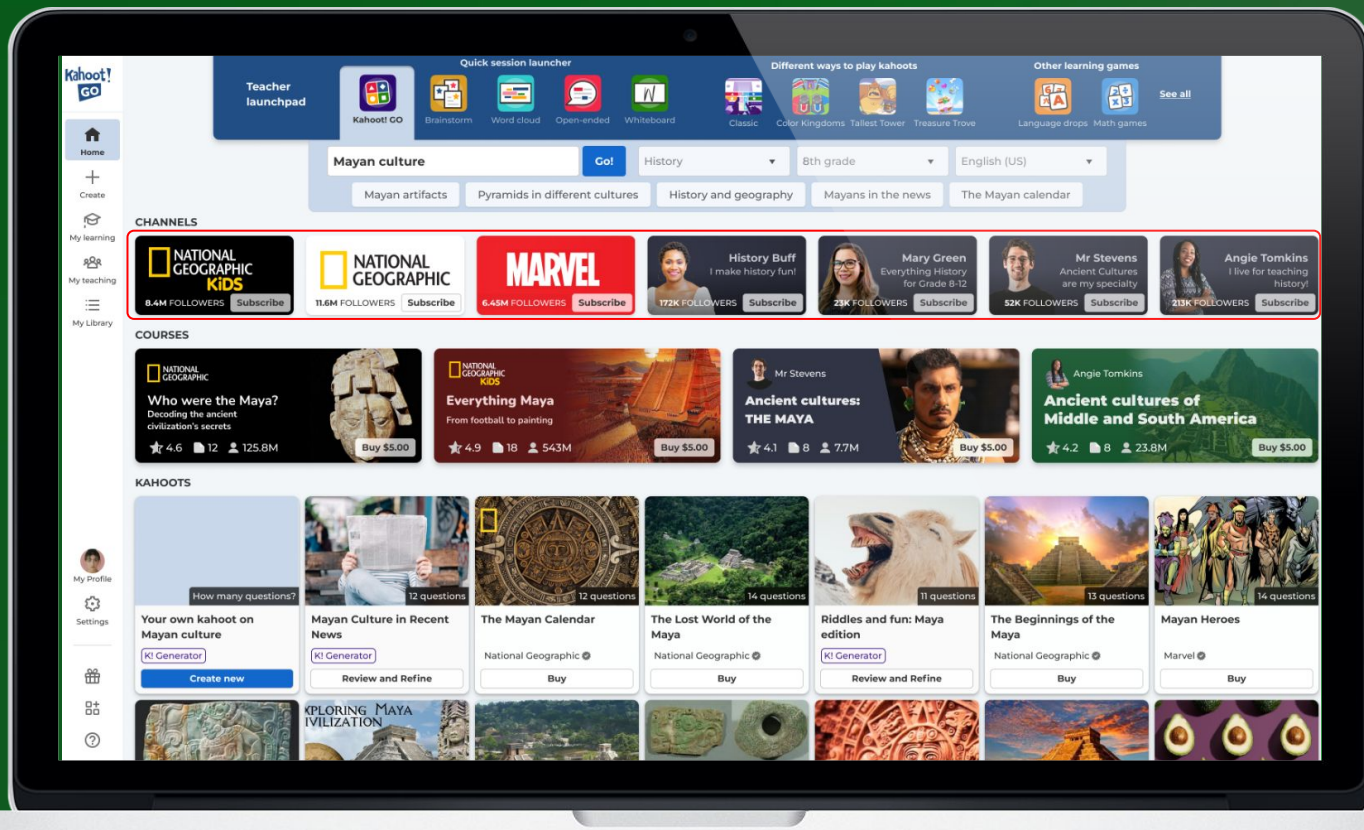 Kahoot!
GO
Home
Create
My learning
My teaching
My Library
My Profile
Settings
Teacher
launchpad
Quick session launcher
Kahoot! GO
Brainstorm
Word cloud
Open-ended
Whiteboard
Different ways to play kahoots
Classic
Color Kingdoms
Tallest Tower
Treasure Trove
Other learning games
Language drops
Math games
See all
Mayan culture
Go!
History
8th grade
English (US)
Mayan artifacts
Pyramids in different cultures
History and geography
Mayans in the news
The Mayan calendar
CHANNELS
NATIONAL
GEOGRAPHIC
KiDS
8.4M FOLLOWERS
Subscribe
NATIONAL
GEOGRAPHIC
11.6M FOLLOWERS
Subscribe
MARVEL
6.45M FOLLOWERS
Subscribe
History Buff
I make history fun!
172K FOLLOWERS
Subscribe
Mary Green
Everything History
for Grade 8-12
23K FOLLOWERS
Subscribe
Mr Stevens
Ancient Cultures
are my specialty
52K FOLLOWERS
Subscribe
Angie Tomkins
I live for teaching
history!
213K FOLLOWERS
Subscribe
COURSES
NATIONAL
GEOGRAPHIC
Who were the Maya?
Decoding the ancient
civilization's secrets
4.6 12 125.8M
Buy $5.00
NATIONAL
GEOGRAPHIC
KiDS
Everything Maya
From football to painting
4.9 18 543M
Buy $5.00
Mr Stevens
Ancient cultures:
THE MAYA
4.1 8 7.7M
Buy $5.00
Angie Tomkins
Ancient cultures of
Middle and South America
4.2 8 23.8M
Buy $5.00
KAHOOTS
How many questions?
Your own kahoot on
Mayan culture
K! Generator
Create new
12 questions
Mayan Culture in Recent
News
K! Generator
Review and Refine
12 questions
The Mayan Calendar
National Geographic
Buy
14 questions
The Lost World of the
Maya
National Geographic
Buy
11 questions
Riddles and fun: Maya
edition
K! Generator
Review and Refine
13 questions
The Beginnings of the
Maya
National Geographic
Buy
14 questions
Mayan Heroes
Marvel
Buy
XPLORING MAYA
IVILIZATION